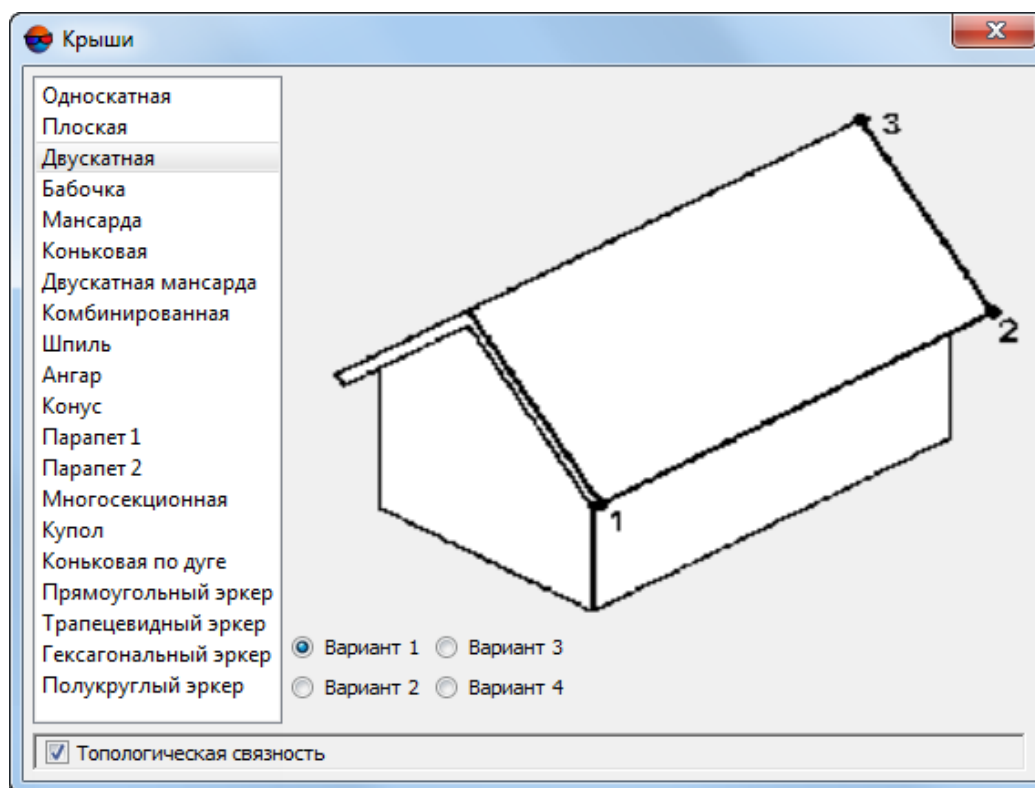 Крыши
Односкатная
Плоская
Двускатная
Бабочка
Мансарда
Коньковая
Двускатная мансарда
Комбинированная
Шпиль
Ангар
Конус
Парапет 1
Парапет 2
Многосекционная
Купол
Коньковая по дуге
Прямоугольный эркер
Трапецевидный эркер
Гексагональный эркер
Полукруглый эркер
3
2
1
Вариант 1 Вариант 3
Вариант 2 Вариант 4
Топологическая связность